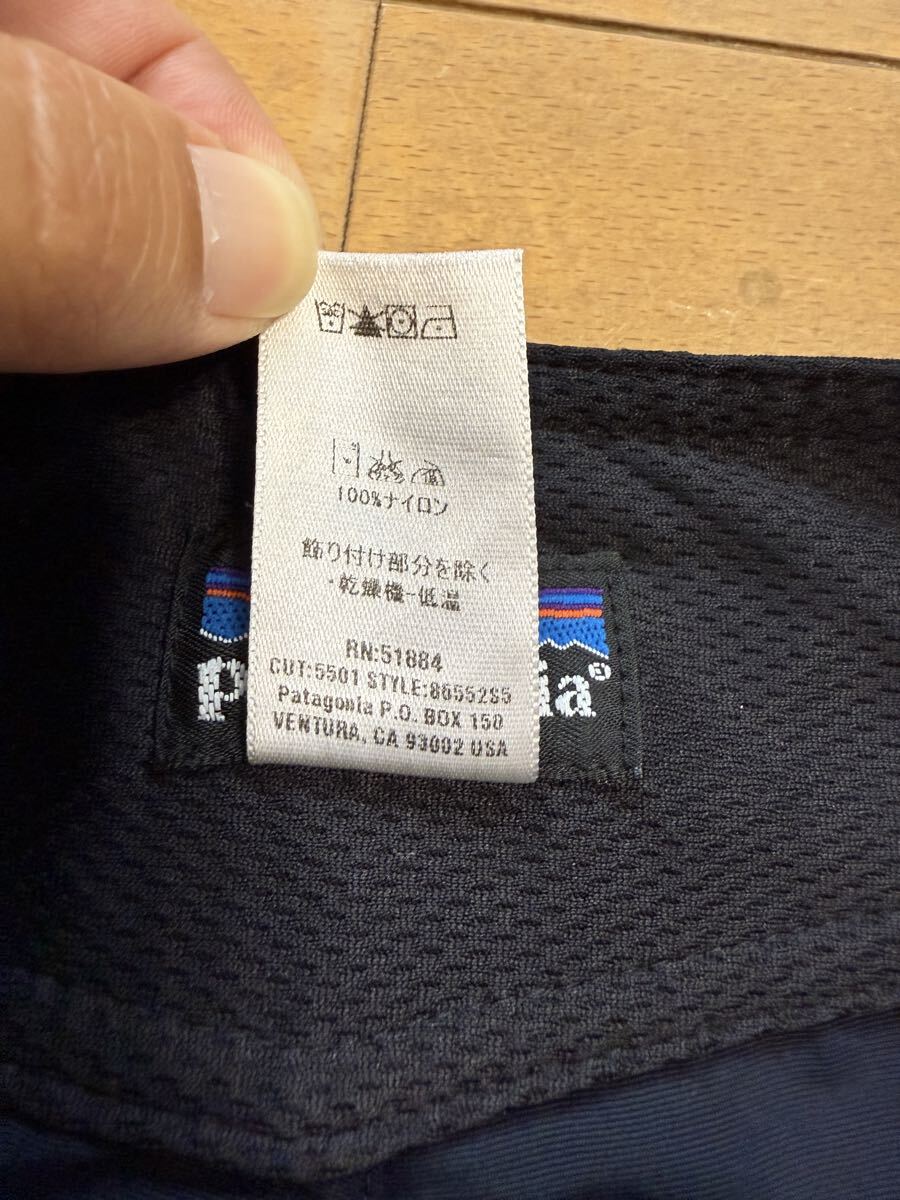 100%ナイロン
飾り付け部分を除く
・乾燥機-低温
RN:51884
CUT:5501 STYLE:86552S5
Patagonia P.O. BOX 150
VENTURA, CA 93002 USA
p
ia®